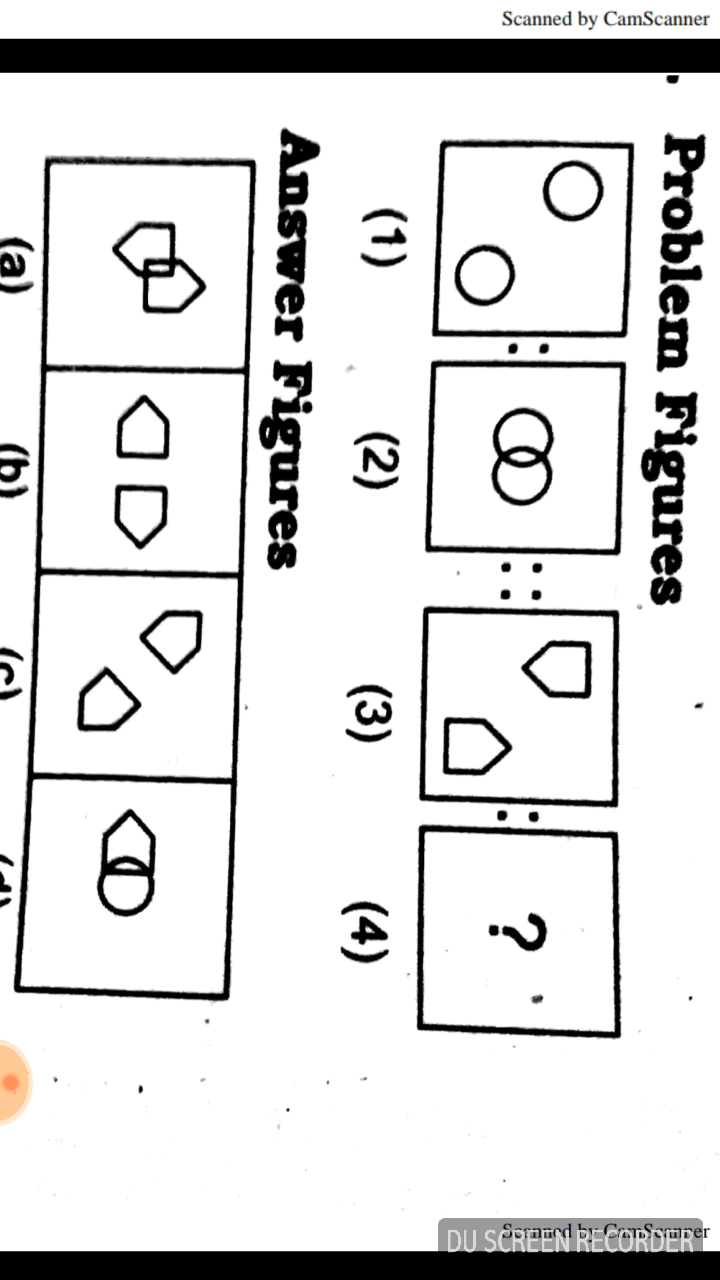 Scanned by CamScanner
Problem Figures
(1)
(2)
(3)
(4)
?
Answer Figures
(a)
(b)
(c)
Scanned by CamScanner
DU SCREEN RECORDER